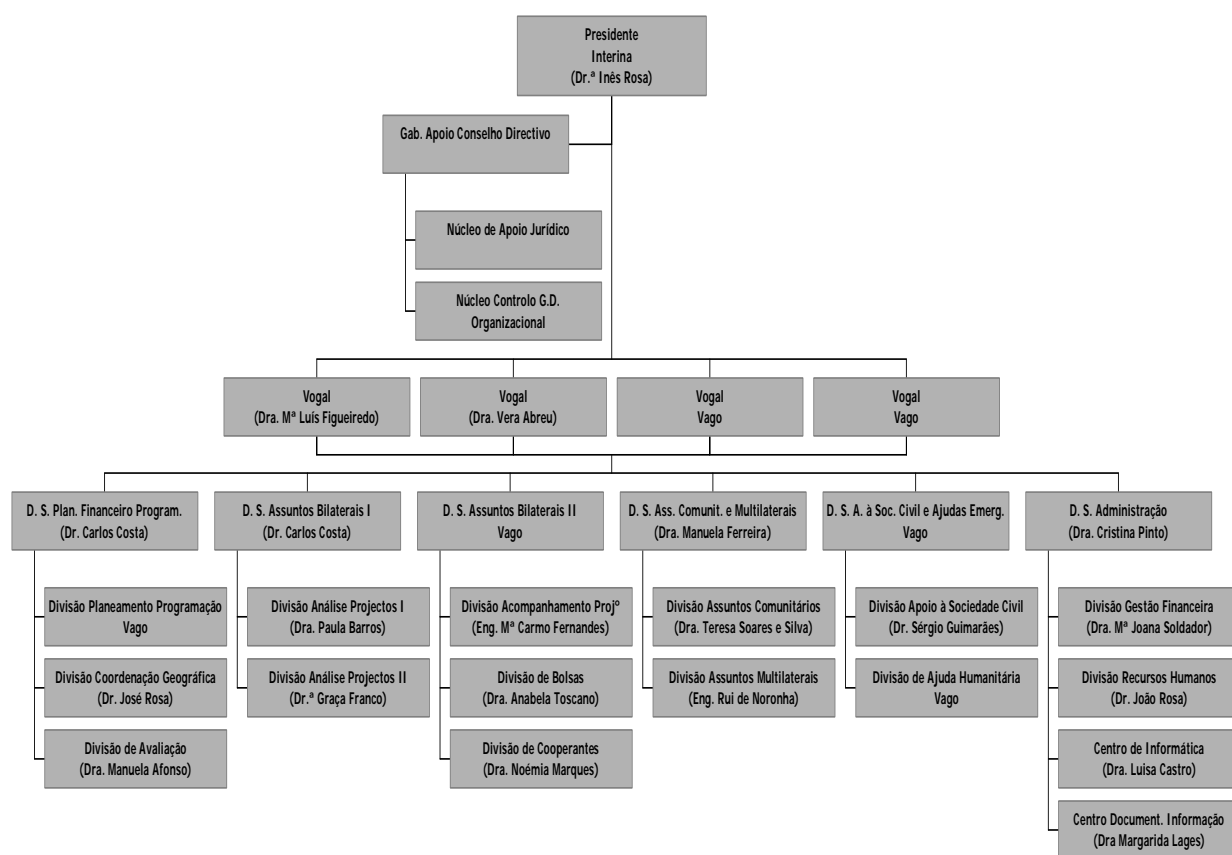 Presidente
Interina
(Dr.ª Inês Rosa)
Gab. Apoio Conselho Directivo
Núcleo de Apoio Jurídico
Núcleo Controlo G.D.
Organizacional
Vogal
(Dra. Mª Luís Figueiredo)
Vogal
(Dra. Vera Abreu)
Vogal
Vago
Vogal
Vago
D. S. Plan. Financeiro Program.
(Dr. Carlos Costa)
Divisão Planeamento Programação
Vago
Divisão Coordenação Geográfica
(Dr. José Rosa)
Divisão de Avaliação
(Dra. Manuela Afonso)
D. S. Assuntos Bilaterais I
(Dr. Carlos Costa)
Divisão Análise Projectos I
(Dra. Paula Barros)
Divisão Análise Projectos II
(Dr.ª Graça Franco)
D. S. Assuntos Bilaterais II
Vago
Divisão Acompanhamento Projº
(Eng. Mª Carmo Fernandes)
Divisão de Bolsas
(Dra. Anabela Toscano)
Divisão de Cooperantes
(Dra. Noémia Marques)
D. S. Ass. Comunit. e Multilaterais
(Dra. Manuela Ferreira)
Divisão Assuntos Comunitários
(Dra. Teresa Soares e Silva)
Divisão Assuntos Multilaterais
(Eng. Rui de Noronha)
D. S. A. à Soc. Civil e Ajudas Emerg.
Vago
Divisão Apoio à Sociedade Civil
(Dr. Sérgio Guimarães)
Divisão de Ajuda Humanitária
Vago
D. S. Administração
(Dra. Cristina Pinto)
Divisão Gestão Financeira
(Dra. Mª Joana Soldador)
Divisão Recursos Humanos
(Dr. João Rosa)
Centro de Informática
(Dra. Luisa Castro)
Centro Document. Informação
(Dra Margarida Lages)